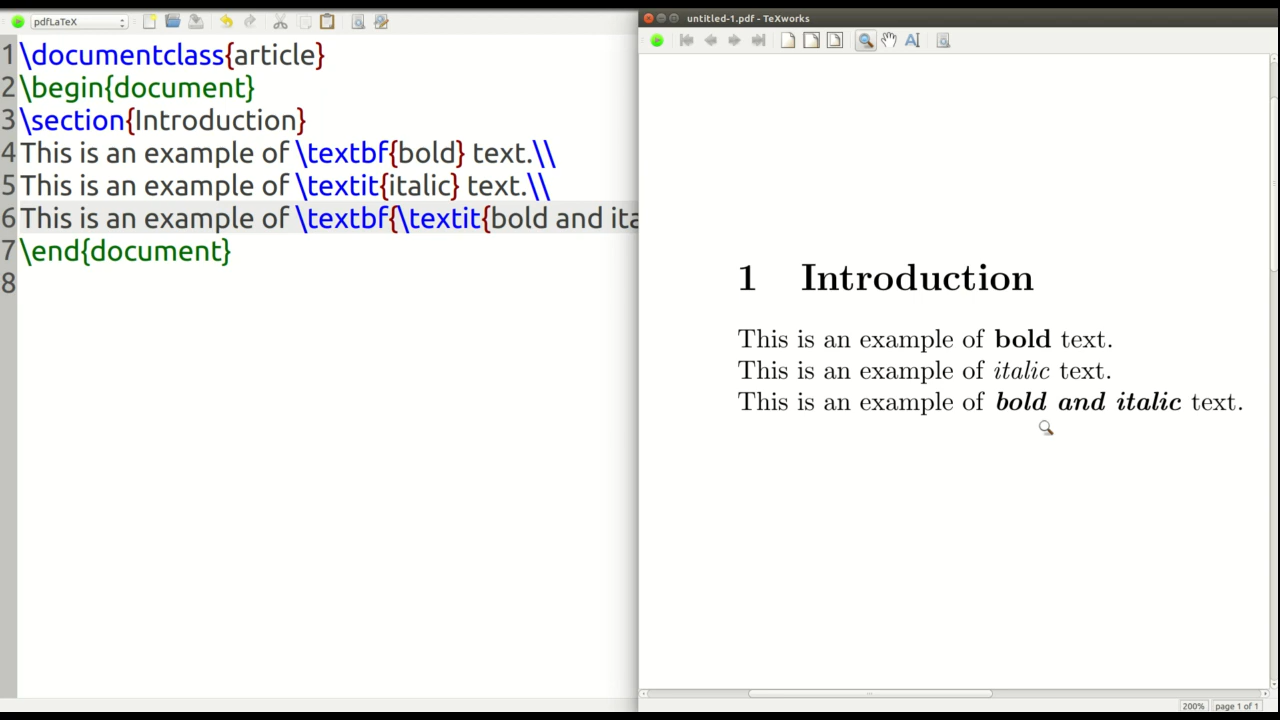 pdfLaTeX
1 \documentclass{article}
2 \begin{document}
3 \section{Introduction}
4 This is an example of \textbf{bold} text.\\
5 This is an example of \textit{italic} text.\\
6 This is an example of \textbf{\textit{bold and ita
7 \end{document}
8
untitled-1.pdf - TeXworks
1 Introduction
This is an example of bold text.
This is an example of italic text.
This is an example of bold and italic text.
200% page 1 of 1